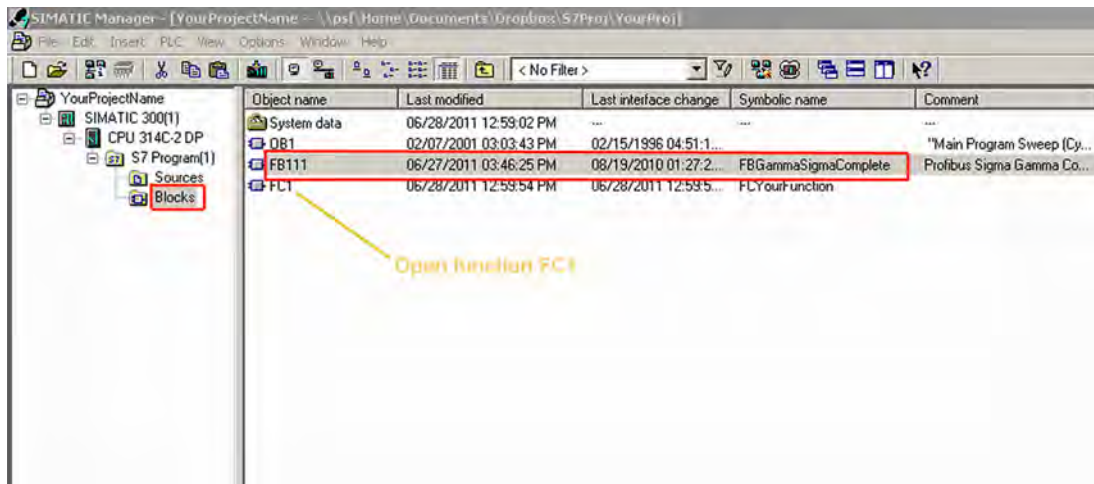 SIMATIC Manager - [YourProjectName -- \\psf\Home\Documents\Dropbox\S7Proj\YourProj]
File Edit Insert PLC View Options Window Help
< No Filter >
YourProjectName
SIMATIC 300(1)
CPU 314C-2 DP
S7 Program(1)
Sources
Blocks
Object name Last modified Last interface change Symbolic name Comment
System data 06/28/2011 12:59:02 PM --- --- ---
OB1 02/07/2001 03:03:43 PM 02/15/1996 04:51:1... "Main Program Sweep (Cy...
FB111 06/27/2011 03:46:25 PM 08/19/2010 01:27:2... FBGammaSigmaComplete Profibus Sigma Gamma Co...
FC1 06/28/2011 12:59:54 PM 06/28/2011 12:59:5... FCYourFunction
Open function FC1